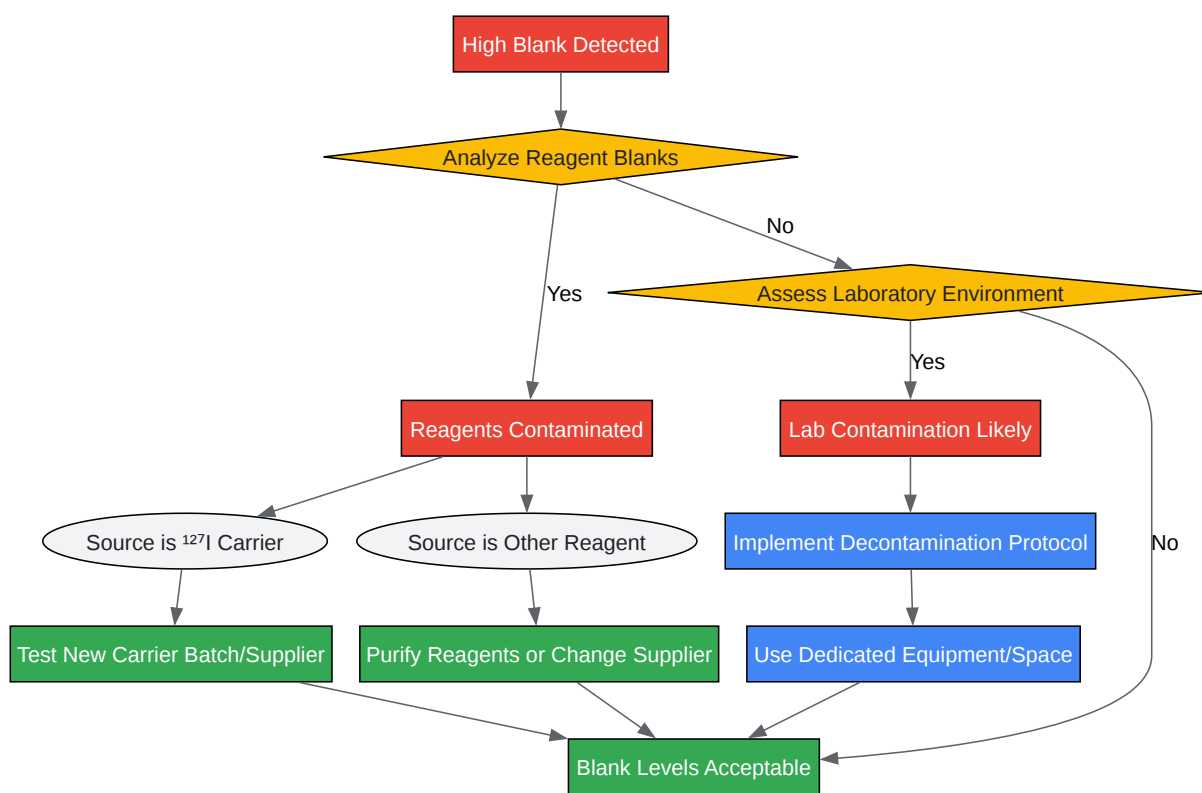 High Blank Detected
Analyze Reagent Blanks
No
Assess Laboratory Environment
Yes
Yes
Reagents Contaminated
Lab Contamination Likely
Source is ¹²⁷I Carrier
Source is Other Reagent
Implement Decontamination Protocol
No
Test New Carrier Batch/Supplier
Purify Reagents or Change Supplier
Use Dedicated Equipment/Space
Blank Levels Acceptable